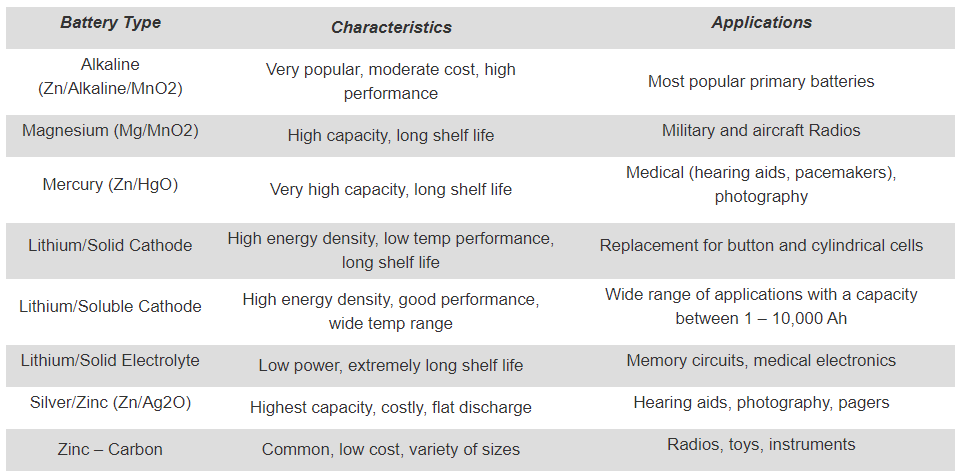 Battery Type Characteristics Applications
Alkaline
(Zn/Alkaline/MnO2)
Very popular, moderate cost, high
performance
Most popular primary batteries
Magnesium (Mg/MnO2) High capacity, long shelf life Military and aircraft Radios
Mercury (Zn/HgO) Very high capacity, long shelf life
Medical (hearing aids, pacemakers),
photography
Lithium/Solid Cathode
High energy density, low temp performance,
long shelf life
Replacement for button and cylindrical cells
Lithium/Soluble Cathode
High energy density, good performance,
wide temp range
Wide range of applications with a capacity
between 1 – 10,000 Ah
Lithium/Solid Electrolyte Low power, extremely long shelf life Memory circuits, medical electronics
Silver/Zinc (Zn/Ag2O) Highest capacity, costly, flat discharge Hearing aids, photography, pagers
Zinc – Carbon Common, low cost, variety of sizes Radios, toys, instruments